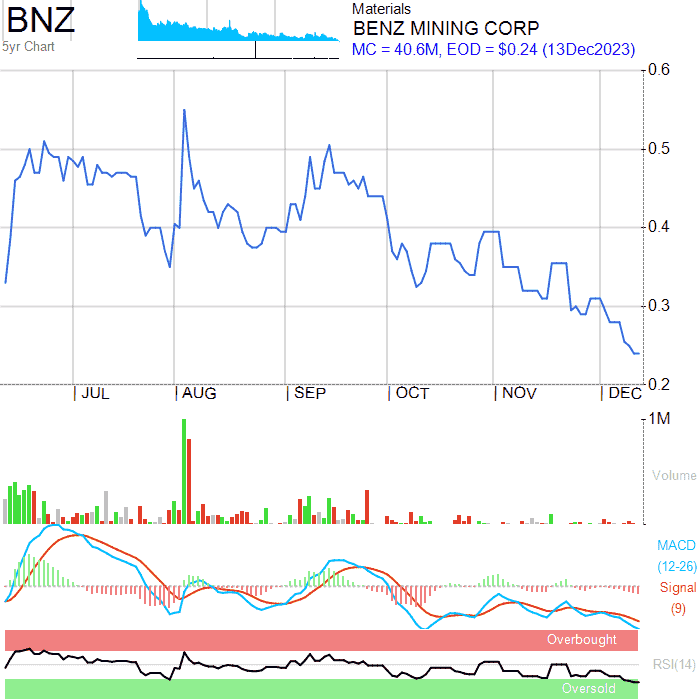 BNZ
5yr Chart
Materials
BENZ MINING CORP
MC = 40.6M, EOD = $0.24 (13Dec2023)
0.6
0.5
0.4
0.3
0.2
| JUL | AUG | SEP | OCT | NOV | DEC
1M
Volume
MACD
(12-26)
Signal
(9)
Overbought
RSI(14)
Oversold